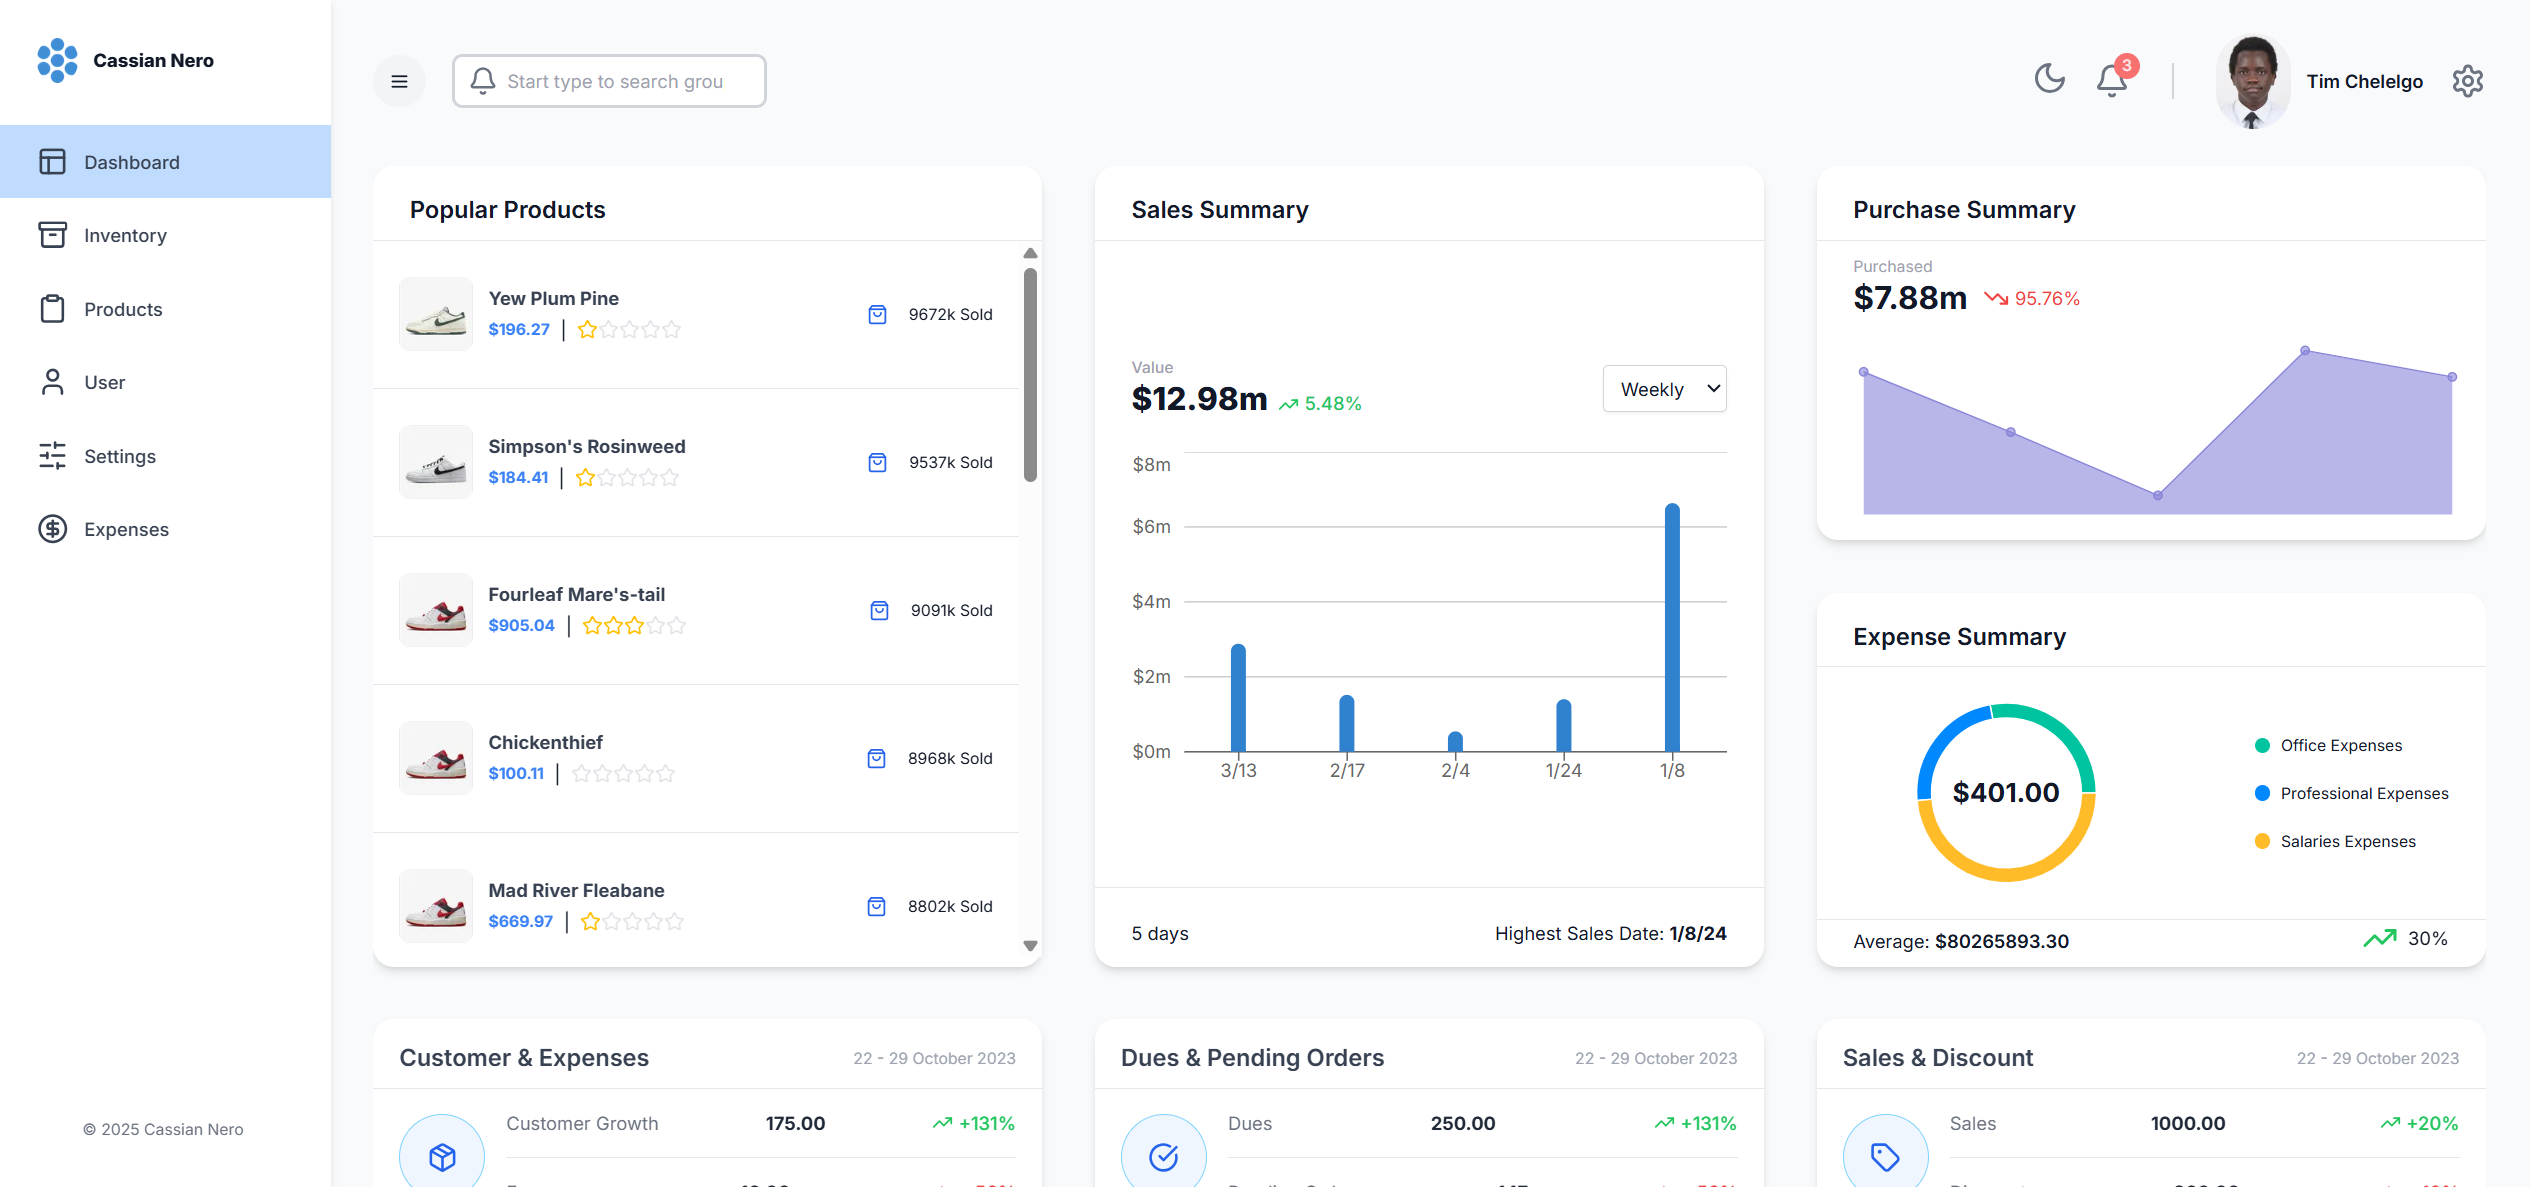 Cassian Nero
Dashboard
Inventory
Products
User
Settings
Expenses
© 2025 Cassian Nero
Start type to search grou
3
Tim Chelelgo
Popular Products
Yew Plum Pine
$196.27 |
9672k Sold
Simpson's Rosinweed
$184.41 |
9537k Sold
Fourleaf Mare's-tail
$905.04 |
9091k Sold
Chickenthief
$100.11 |
8968k Sold
Mad River Fleabane
$669.97 |
8802k Sold
Sales Summary
Value
$12.98m 5.48%
Weekly
$8m
$6m
$4m
$2m
$0m
3/13 2/17 2/4 1/24 1/8
5 days
Highest Sales Date: 1/8/24
Purchase Summary
Purchased
$7.88m 95.76%
Expense Summary
$401.00
Office Expenses
Professional Expenses
Salaries Expenses
Average: $80265893.30
30%
Customer & Expenses
22 - 29 October 2023
Customer Growth 175.00 +131%
Dues & Pending Orders
22 - 29 October 2023
Dues 250.00 +131%
Sales & Discount
22 - 29 October 2023
Sales 1000.00 +20%